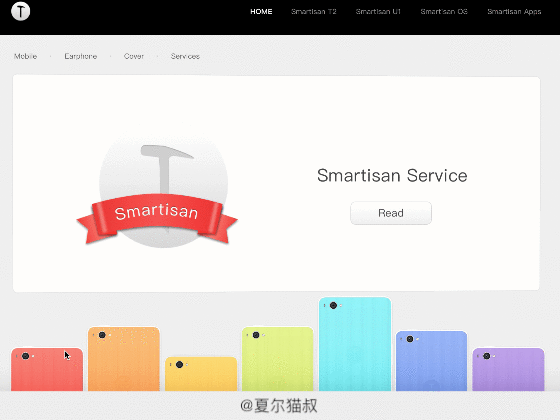 HOME Smartisan T2 Smartisan U1 Smartisan OS Smartisan Apps
Mobile Earphone Cover Services
Smartisan
Smartisan Service
Read
@夏尔猫叔